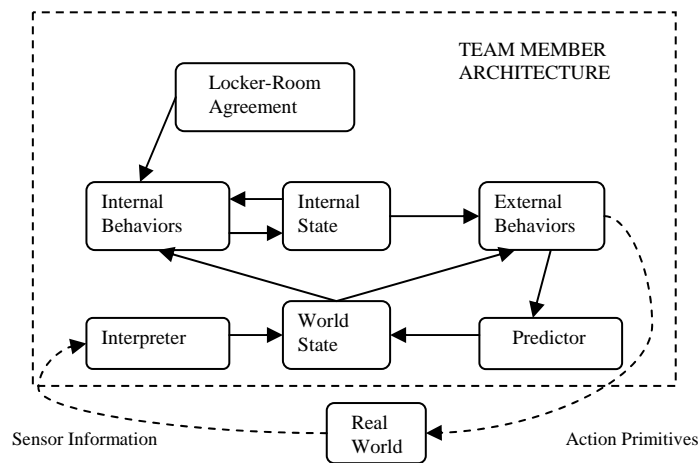 TEAM MEMBER
ARCHITECTURE
Locker-Room
Agreement
Internal
Behaviors
Internal
State
External
Behaviors
Interpreter
World
State
Predictor
Real
World
Sensor Information
Action Primitives